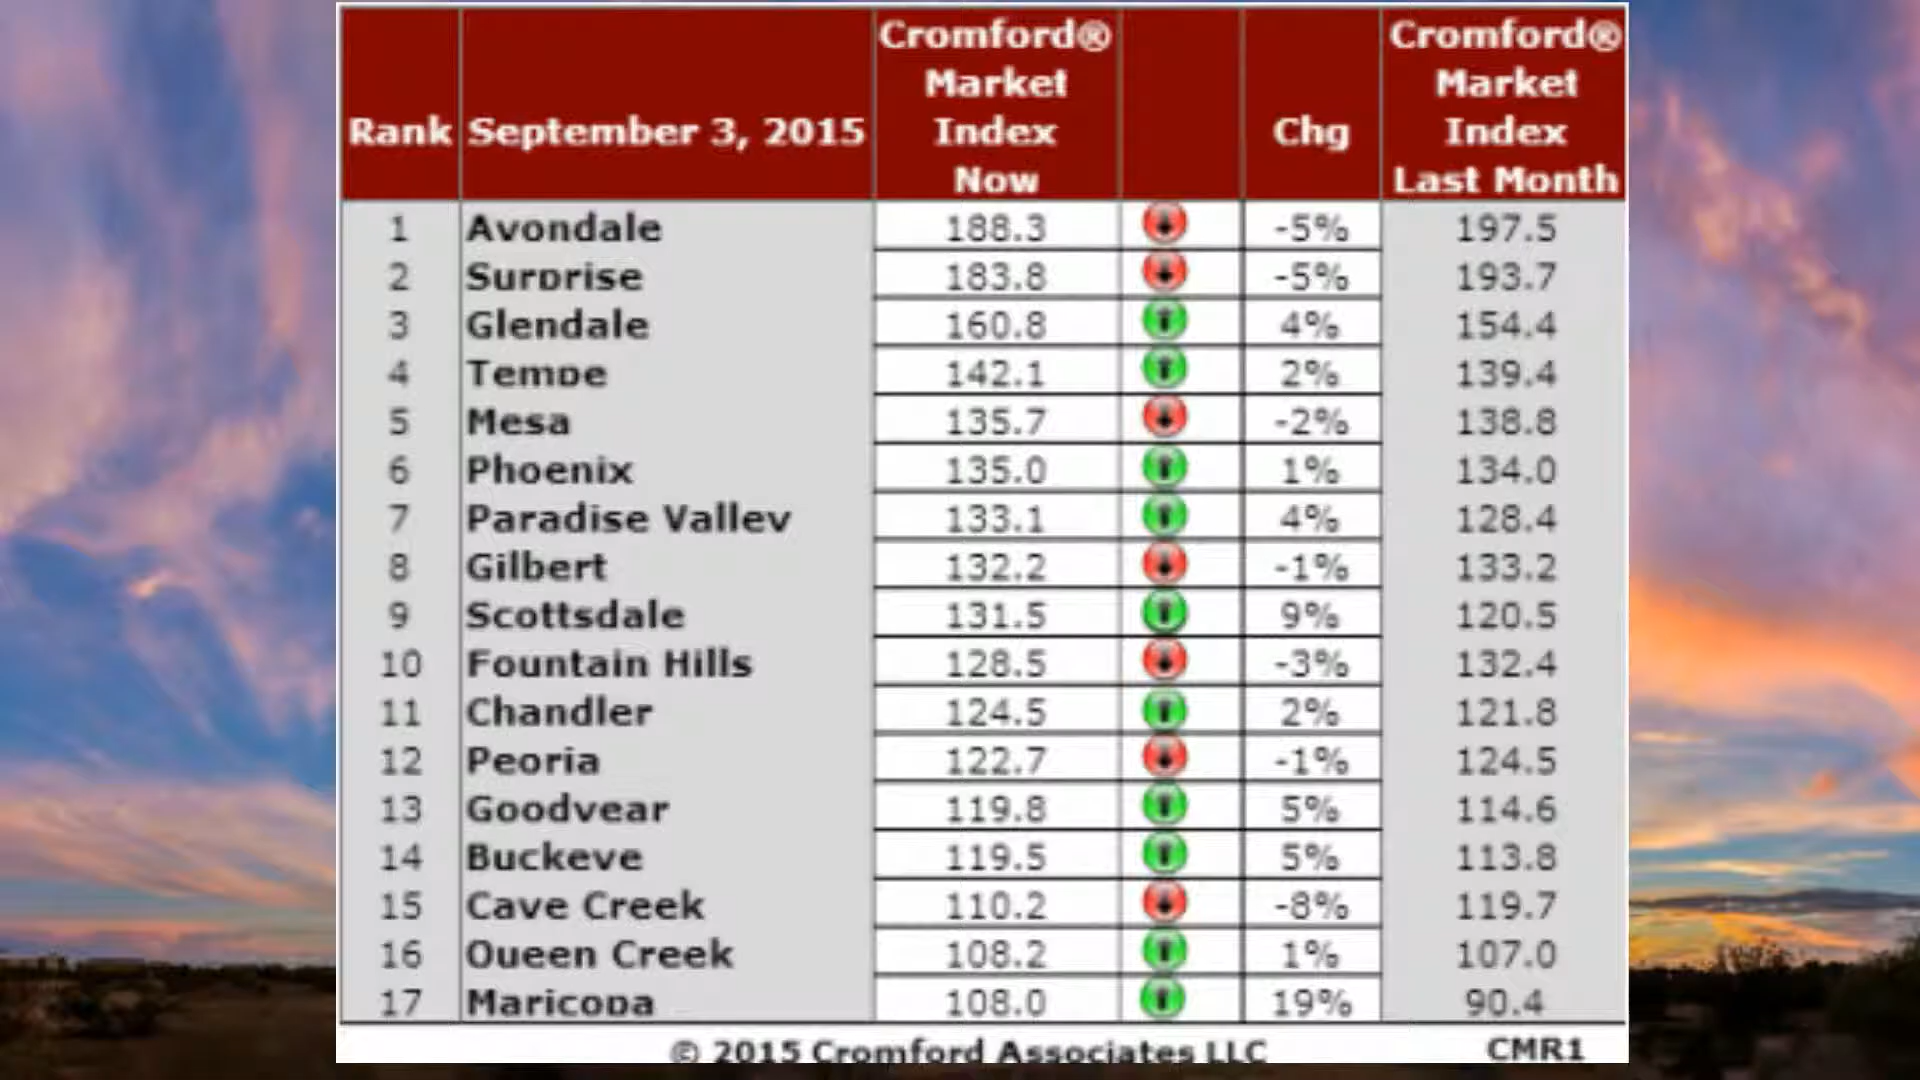 Rank September 3, 2015 Cromford® Market Index Now Chg Cromford® Market Index Last Month
1 Avondale 188.3 -5% 197.5
2 Surprise 183.8 -5% 193.7
3 Glendale 160.8 4% 154.4
4 Tempe 142.1 2% 139.4
5 Mesa 135.7 -2% 138.8
6 Phoenix 135.0 1% 134.0
7 Paradise Valley 133.1 4% 128.4
8 Gilbert 132.2 -1% 133.2
9 Scottsdale 131.5 9% 120.5
10 Fountain Hills 128.5 -3% 132.4
11 Chandler 124.5 2% 121.8
12 Peoria 122.7 -1% 124.5
13 Goodyear 119.8 5% 114.6
14 Buckeye 119.5 5% 113.8
15 Cave Creek 110.2 -8% 119.7
16 Queen Creek 108.2 1% 107.0
17 Maricopa 108.0 19% 90.4
© 2015 Cromford Associates LLC CMR1